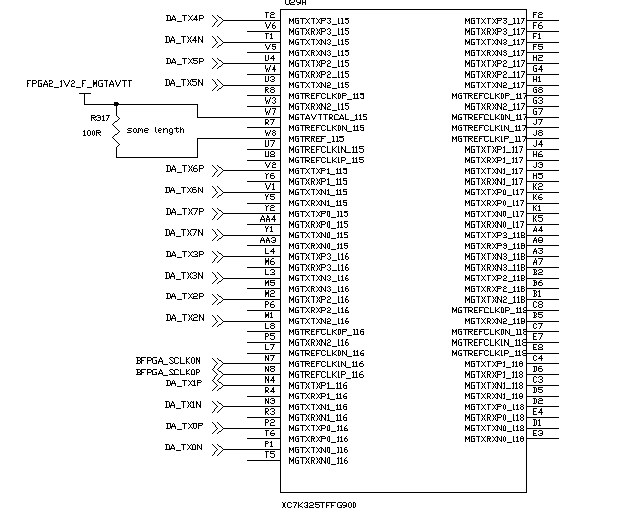 U29A
DA_TX4P
DA_TX4N
DA_TX5P
DA_TX5N
FPGA2_1V2_F_MGTAVTT
R317
100R
same length
DA_TX6P
DA_TX6N
DA_TX7P
DA_TX7N
DA_TX3P
DA_TX3N
DA_TX2P
DA_TX2N
BFPGA_SCLK0N
BFPGA_SCLK0P
DA_TX1P
DA_TX1N
DA_TX0P
DA_TX0N
T2 MGTXTXP3_115
V6 MGTXRXP3_115
T1 MGTXTXN3_115
V5 MGTXRXN3_115
U4 MGTXTXP2_115
W4 MGTXRXP2_115
U3 MGTXTXN2_115
R8 MGTREFCLK0P_115
W3 MGTXRXN2_115
W7 MGTAVTTRCAL_115
R7 MGTREFCLK0N_115
W8 MGTRREF_115
U7 MGTREFCLK1N_115
U8 MGTREFCLK1P_115
V2 MGTXTXP1_115
Y6 MGTXRXP1_115
V1 MGTXTXN1_115
Y5 MGTXRXN1_115
Y2 MGTXTXP0_115
AA4 MGTXRXP0_115
Y1 MGTXTXN0_115
AA3 MGTXRXN0_115
L4 MGTXTXP3_116
M6 MGTXRXP3_116
L3 MGTXTXN3_116
M5 MGTXRXN3_116
M2 MGTXTXP2_116
P6 MGTXRXP2_116
M1 MGTXTXN2_116
L8 MGTREFCLK0P_116
P5 MGTXRXN2_116
L7 MGTREFCLK0N_116
N7 MGTREFCLK1N_116
N8 MGTREFCLK1P_116
N4 MGTXTXP1_116
R4 MGTXRXP1_116
N3 MGTXTXN1_116
R3 MGTXRXN1_116
P2 MGTXTXP0_116
T6 MGTXRXP0_116
P1 MGTXTXN0_116
T5 MGTXRXN0_116
MGTXTXP3_117 F2
MGTXRXP3_117 F6
MGTXTXN3_117 F1
MGTXRXN3_117 F5
MGTXTXP2_117 H2
MGTXRXP2_117 G4
MGTXTXN2_117 H1
MGTREFCLK0P_117 G8
MGTXRXN2_117 G3
MGTREFCLK0N_117 G7
MGTREFCLK1N_117 J7
MGTREFCLK1P_117 J8
MGTXTXP1_117 J4
MGTXRXP1_117 H6
MGTXTXN1_117 J3
MGTXRXN1_117 H5
MGTXTXP0_117 K2
MGTXRXP0_117 K6
MGTXTXN0_117 K1
MGTXRXN0_117 K5
MGTXTXP3_118 A4
MGTXRXP3_118 A8
MGTXTXN3_118 A3
MGTXRXN3_118 A7
MGTXTXP2_118 B2
MGTXRXP2_118 B6
MGTXTXN2_118 B1
MGTREFCLK0P_118 C8
MGTXRXN2_118 B5
MGTREFCLK0N_118 C7
MGTREFCLK1N_118 E7
MGTREFCLK1P_118 E8
MGTXTXP1_118 C4
MGTXRXP1_118 D6
MGTXTXN1_118 C3
MGTXRXN1_118 D5
MGTXTXP0_118 D2
MGTXRXP0_118 E4
MGTXTXN0_118 D1
MGTXRXN0_118 E3
XC7K325TFFG900